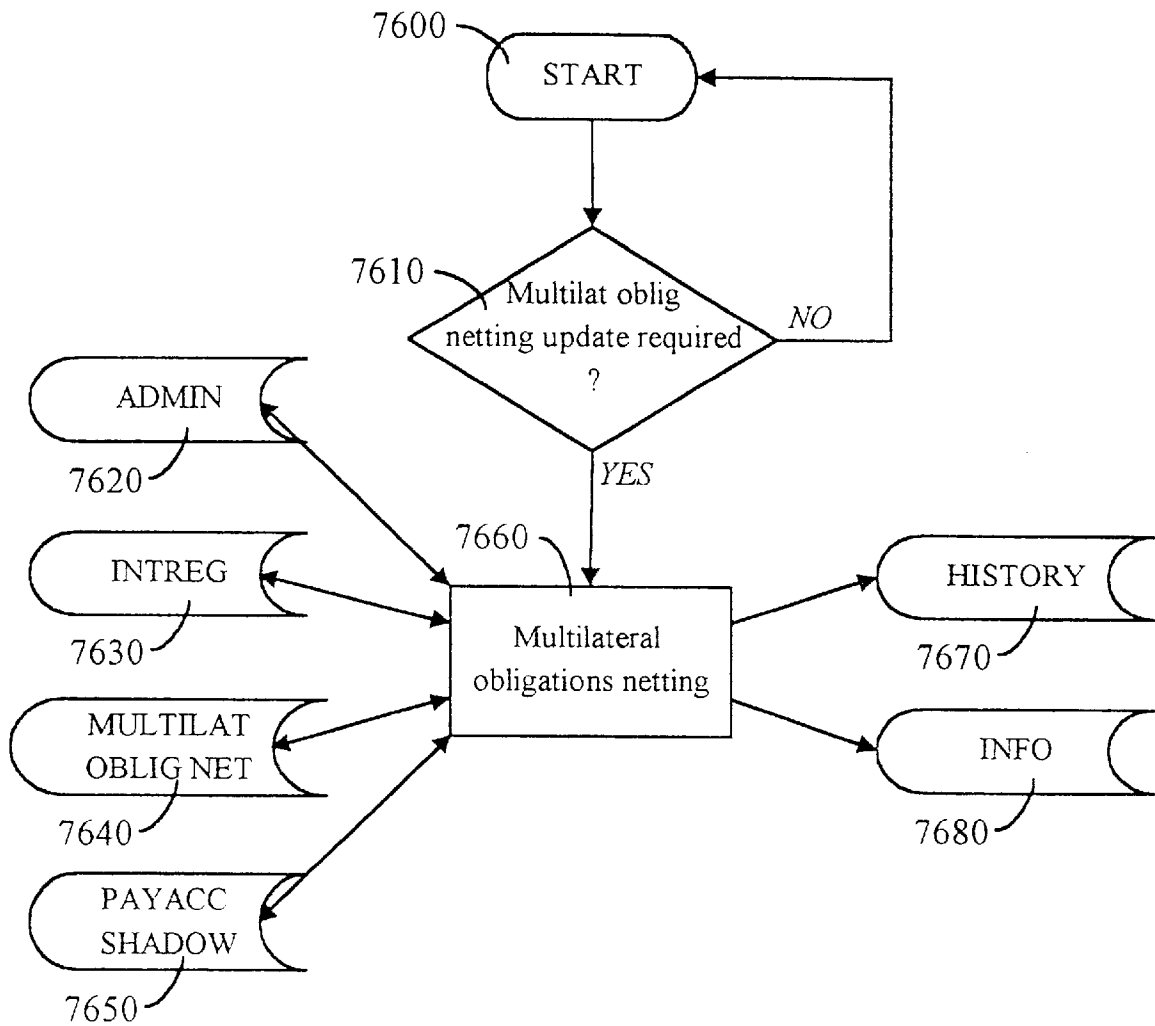 7600
START
7610
Multilat oblig
netting update required
?
NO
YES
ADMIN
7620
INTREG
7630
MULTILAT
OBLIG NET
7640
PAYACC
SHADOW
7650
7660
Multilateral
obligations netting
HISTORY
7670
INFO
7680